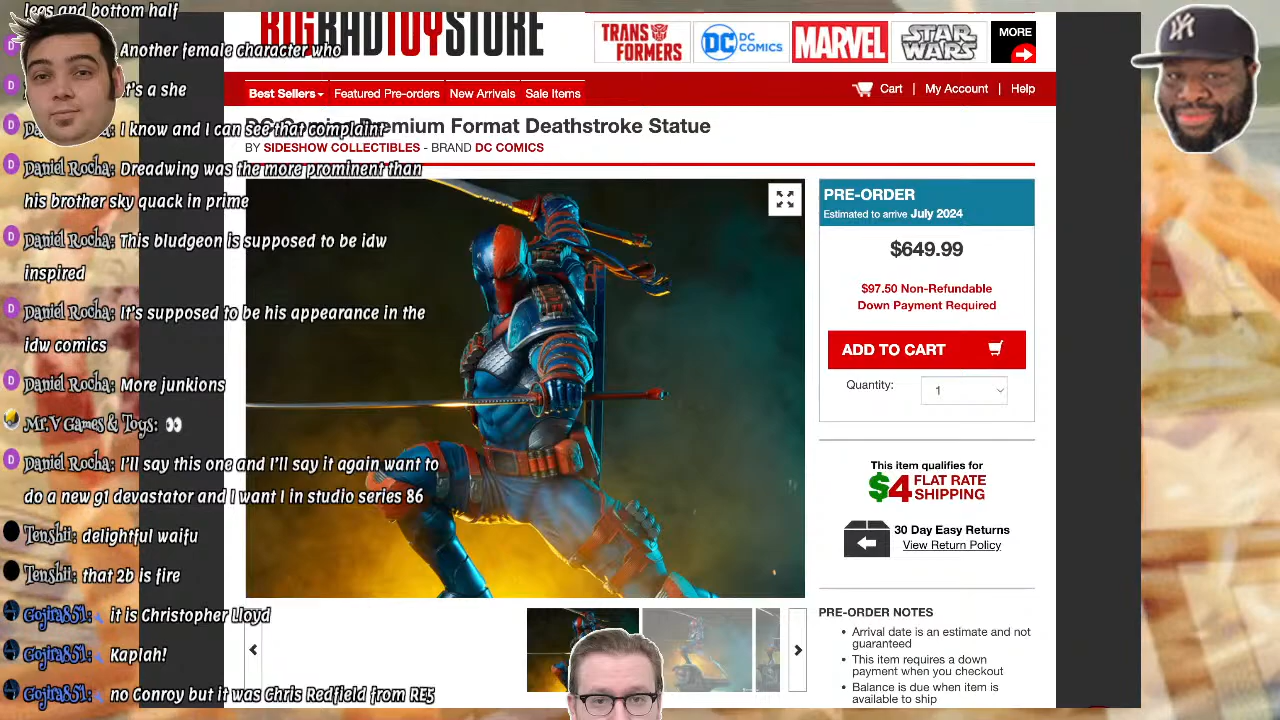 legs and bottom half
Another female character who
it's a she
I know and I can see that complaint
Daniel Rocha: Dreadwing was the more prominent than
his brother sky quack in prime
Daniel Rocha: This bludgeon is supposed to be idw
inspired
Daniel Rocha: It's supposed to be his appearance in the
idw comics
Daniel Rocha: More junkions
Mr. V Games & Toys: 👀
Daniel Rocha: I'll say this one and I'll say it again want to
do a new g1 devastator and I want I in studio series 86
Tenshii: delightful waifu
Tenshii: that 2b is fire
Gojira851: it is Christopher Lloyd
Gojira851: Kaplah!
Gojira851: no Conroy but it was Chris Redfield from RE5
BIGBADTOYSTORE
TRANSFORMERS
DC COMICS
MARVEL
STAR WARS
MORE
Best Sellers
Featured Pre-orders
New Arrivals
Sale Items
Cart | My Account | Help
Premium Format Deathstroke Statue
BY SIDESHOW COLLECTIBLES - BRAND DC COMICS
PRE-ORDER
Estimated to arrive July 2024
$649.99
$97.50 Non-Refundable
Down Payment Required
ADD TO CART
Quantity: 1
This item qualifies for
$4 FLAT RATE
SHIPPING
30 Day Easy Returns
View Return Policy
PRE-ORDER NOTES
• Arrival date is an estimate and not
guaranteed
• This item requires a down
payment when you checkout
• Balance is due when item is
available to ship